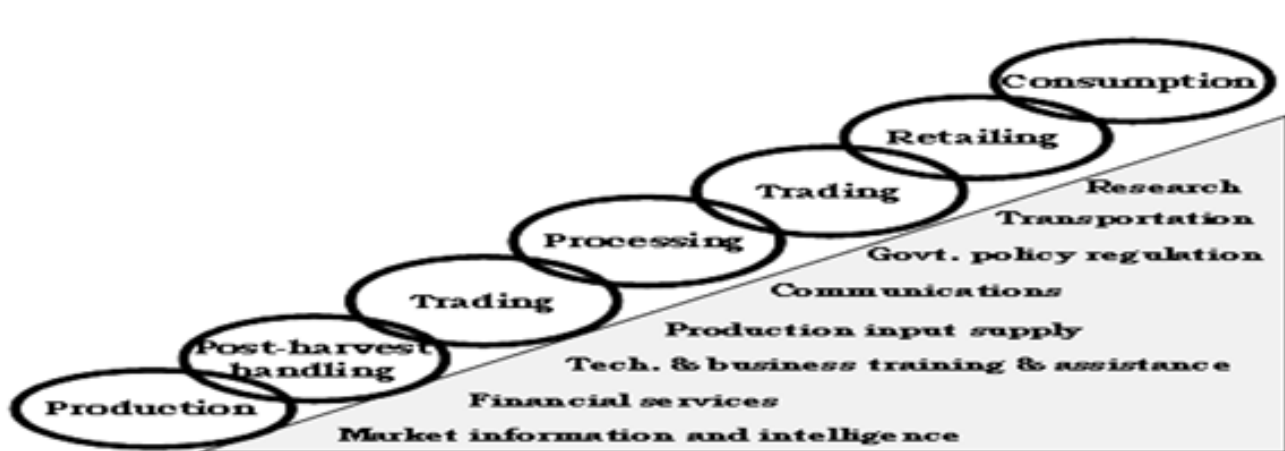 Consumption
Retailing
Trading
Processing
Trading
Post-harvest
handling
Production
Research
Transportation
Govt. policy regulation
Communications
Production input supply
Tech. & business training & assistance
Financial services
Market information and intelligence